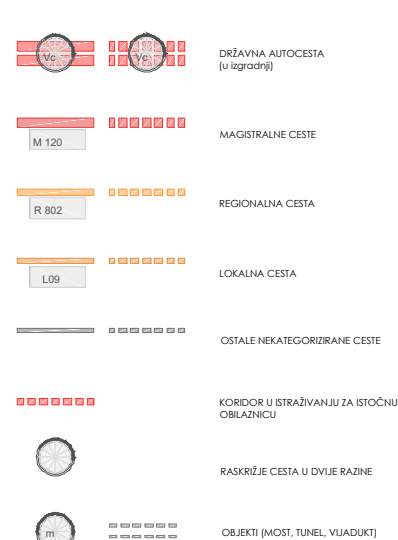 Vc
Vc
DRŽAVNA AUTOCESTA
(u izgradnji)
M 120
MAGISTRALNE CESTE
R 802
REGIONALNA CESTA
L09
LOKALNA CESTA
OSTALE NEKATEGORIZIRANE CESTE
KORIDOR U ISTRAŽIVANJU ZA ISTOČNU
OBILAZNICU
RASKRIŽJE CESTA U DVIJE RAZINE
m
OBJEKTI (MOST, TUNEL, VIJADUKT)